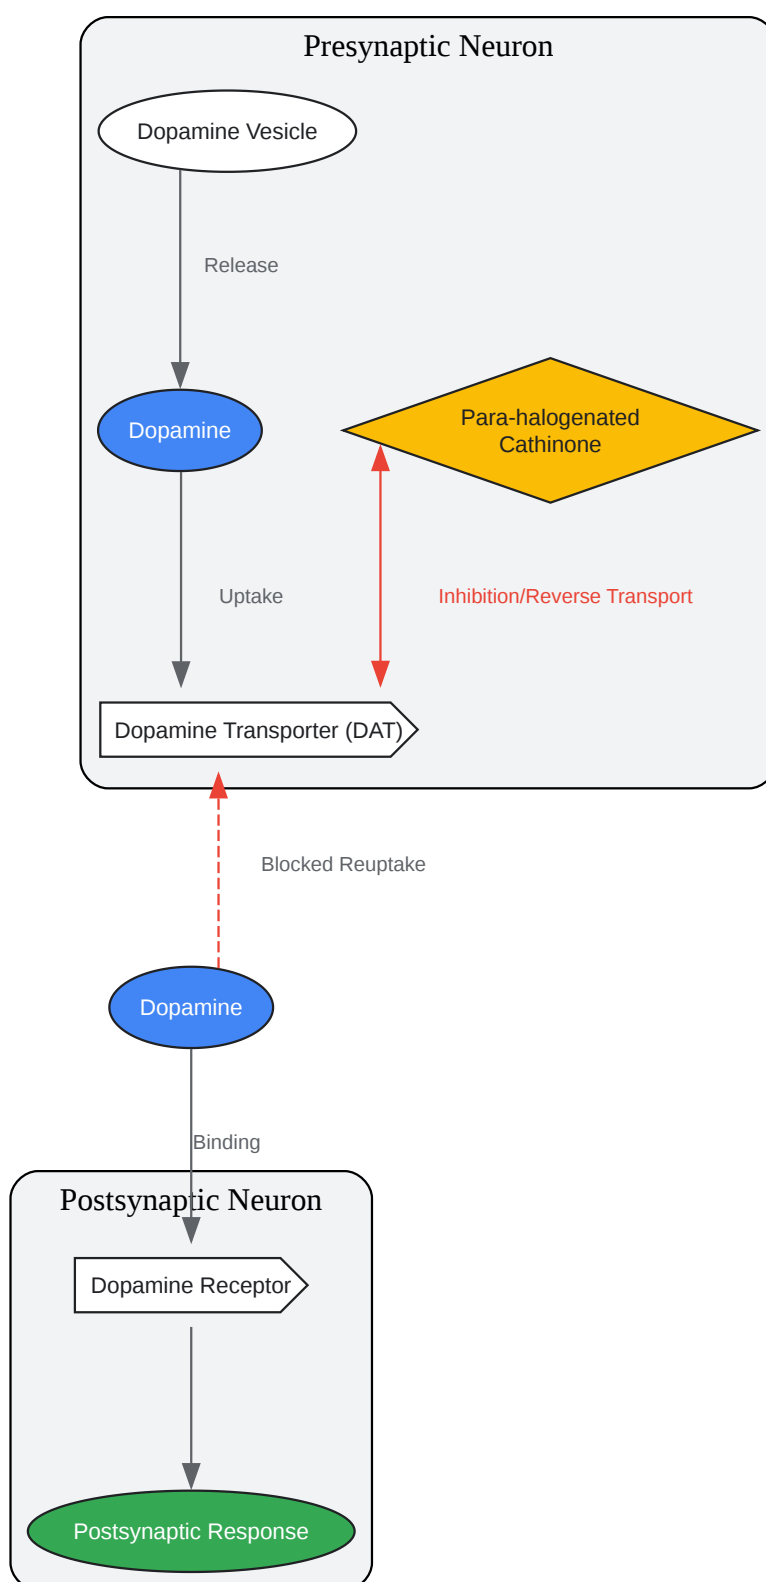 Presynaptic Neuron
Dopamine Vesicle
Release
Dopamine
Para-halogenated
Cathinone
Uptake
Inhibition/Reverse Transport
Dopamine Transporter (DAT)
Blocked Reuptake
Dopamine
Binding
Postsynaptic Neuron
Dopamine Receptor
Postsynaptic Response